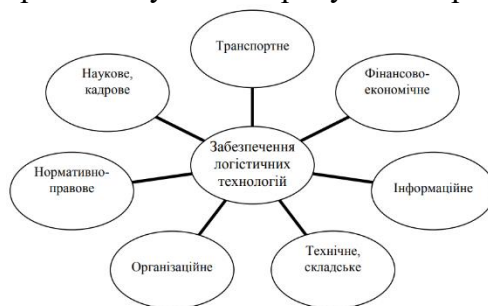 Транспортне
Наукове,
кадрове
Фінансово-
економічне
Забезпечення
логістичних
технологій
Нормативно-
правове
Інформаційне
Організаційне
Технічне,
складське